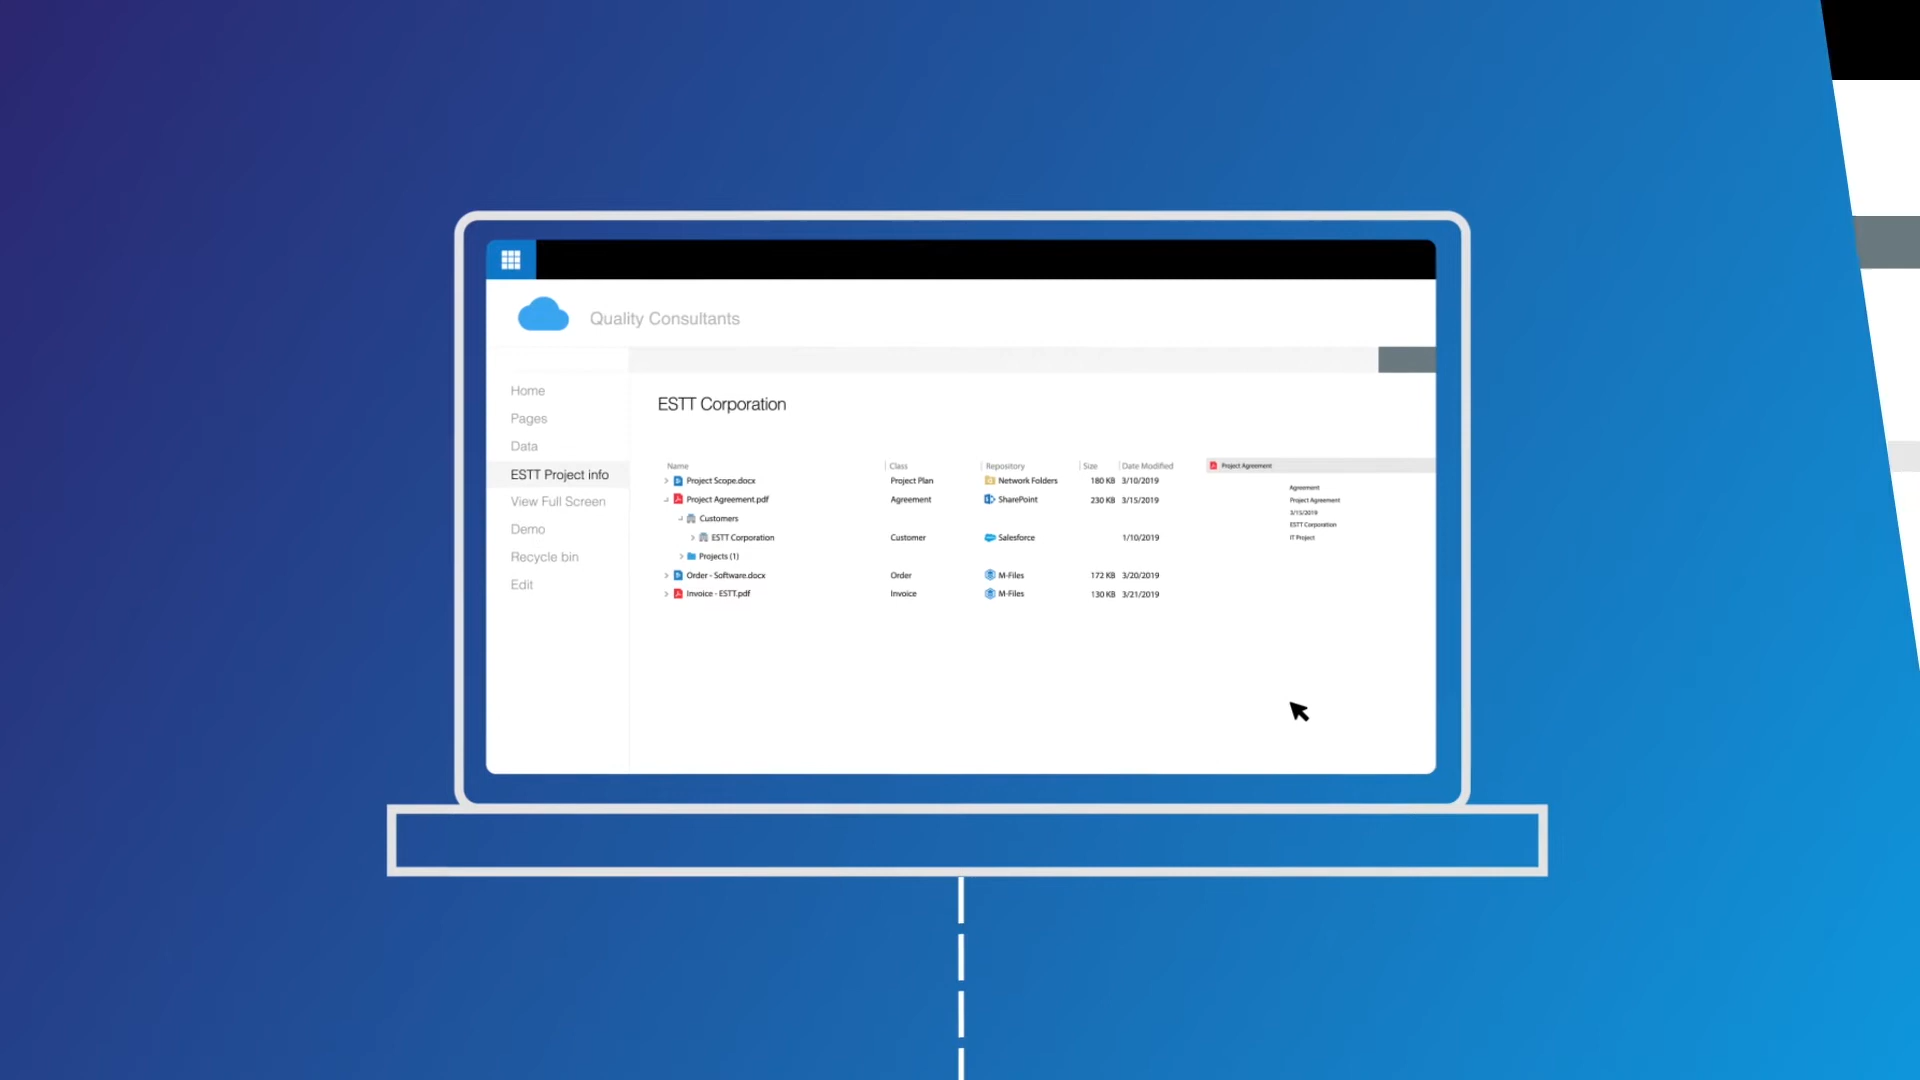 Quality Consultants
Home
Pages
Data
ESTT Project info
View Full Screen
Demo
Recycle bin
Edit
ESTT Corporation
Name Class Repository Size Date Modified
Project Scope.docx Project Plan Network Folders 180 KB 3/10/2019
Project Agreement.pdf Agreement SharePoint 230 KB 3/15/2019
Customers
ESTT Corporation Customer Salesforce 1/10/2019
Projects (1)
Order - Software.docx Order M-Files 172 KB 3/20/2019
Invoice - ESTT.pdf Invoice M-Files 130 KB 3/21/2019
Project Agreement
Agreement
Project Agreement
3/15/2019
ESTT Corporation
IT Project